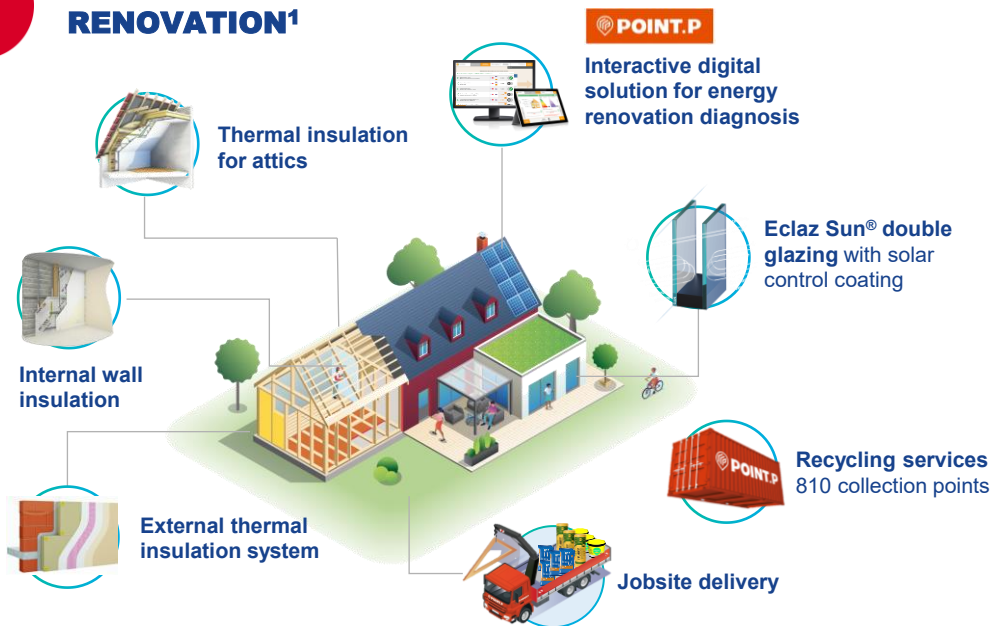 RENOVATION¹
POINT.P
Interactive digital
solution for energy
renovation diagnosis
Thermal insulation
for attics
Eclaz Sun® double
glazing with solar
control coating
Internal wall
insulation
POINT.P
Recycling services
810 collection points
External thermal
insulation system
Jobsite delivery